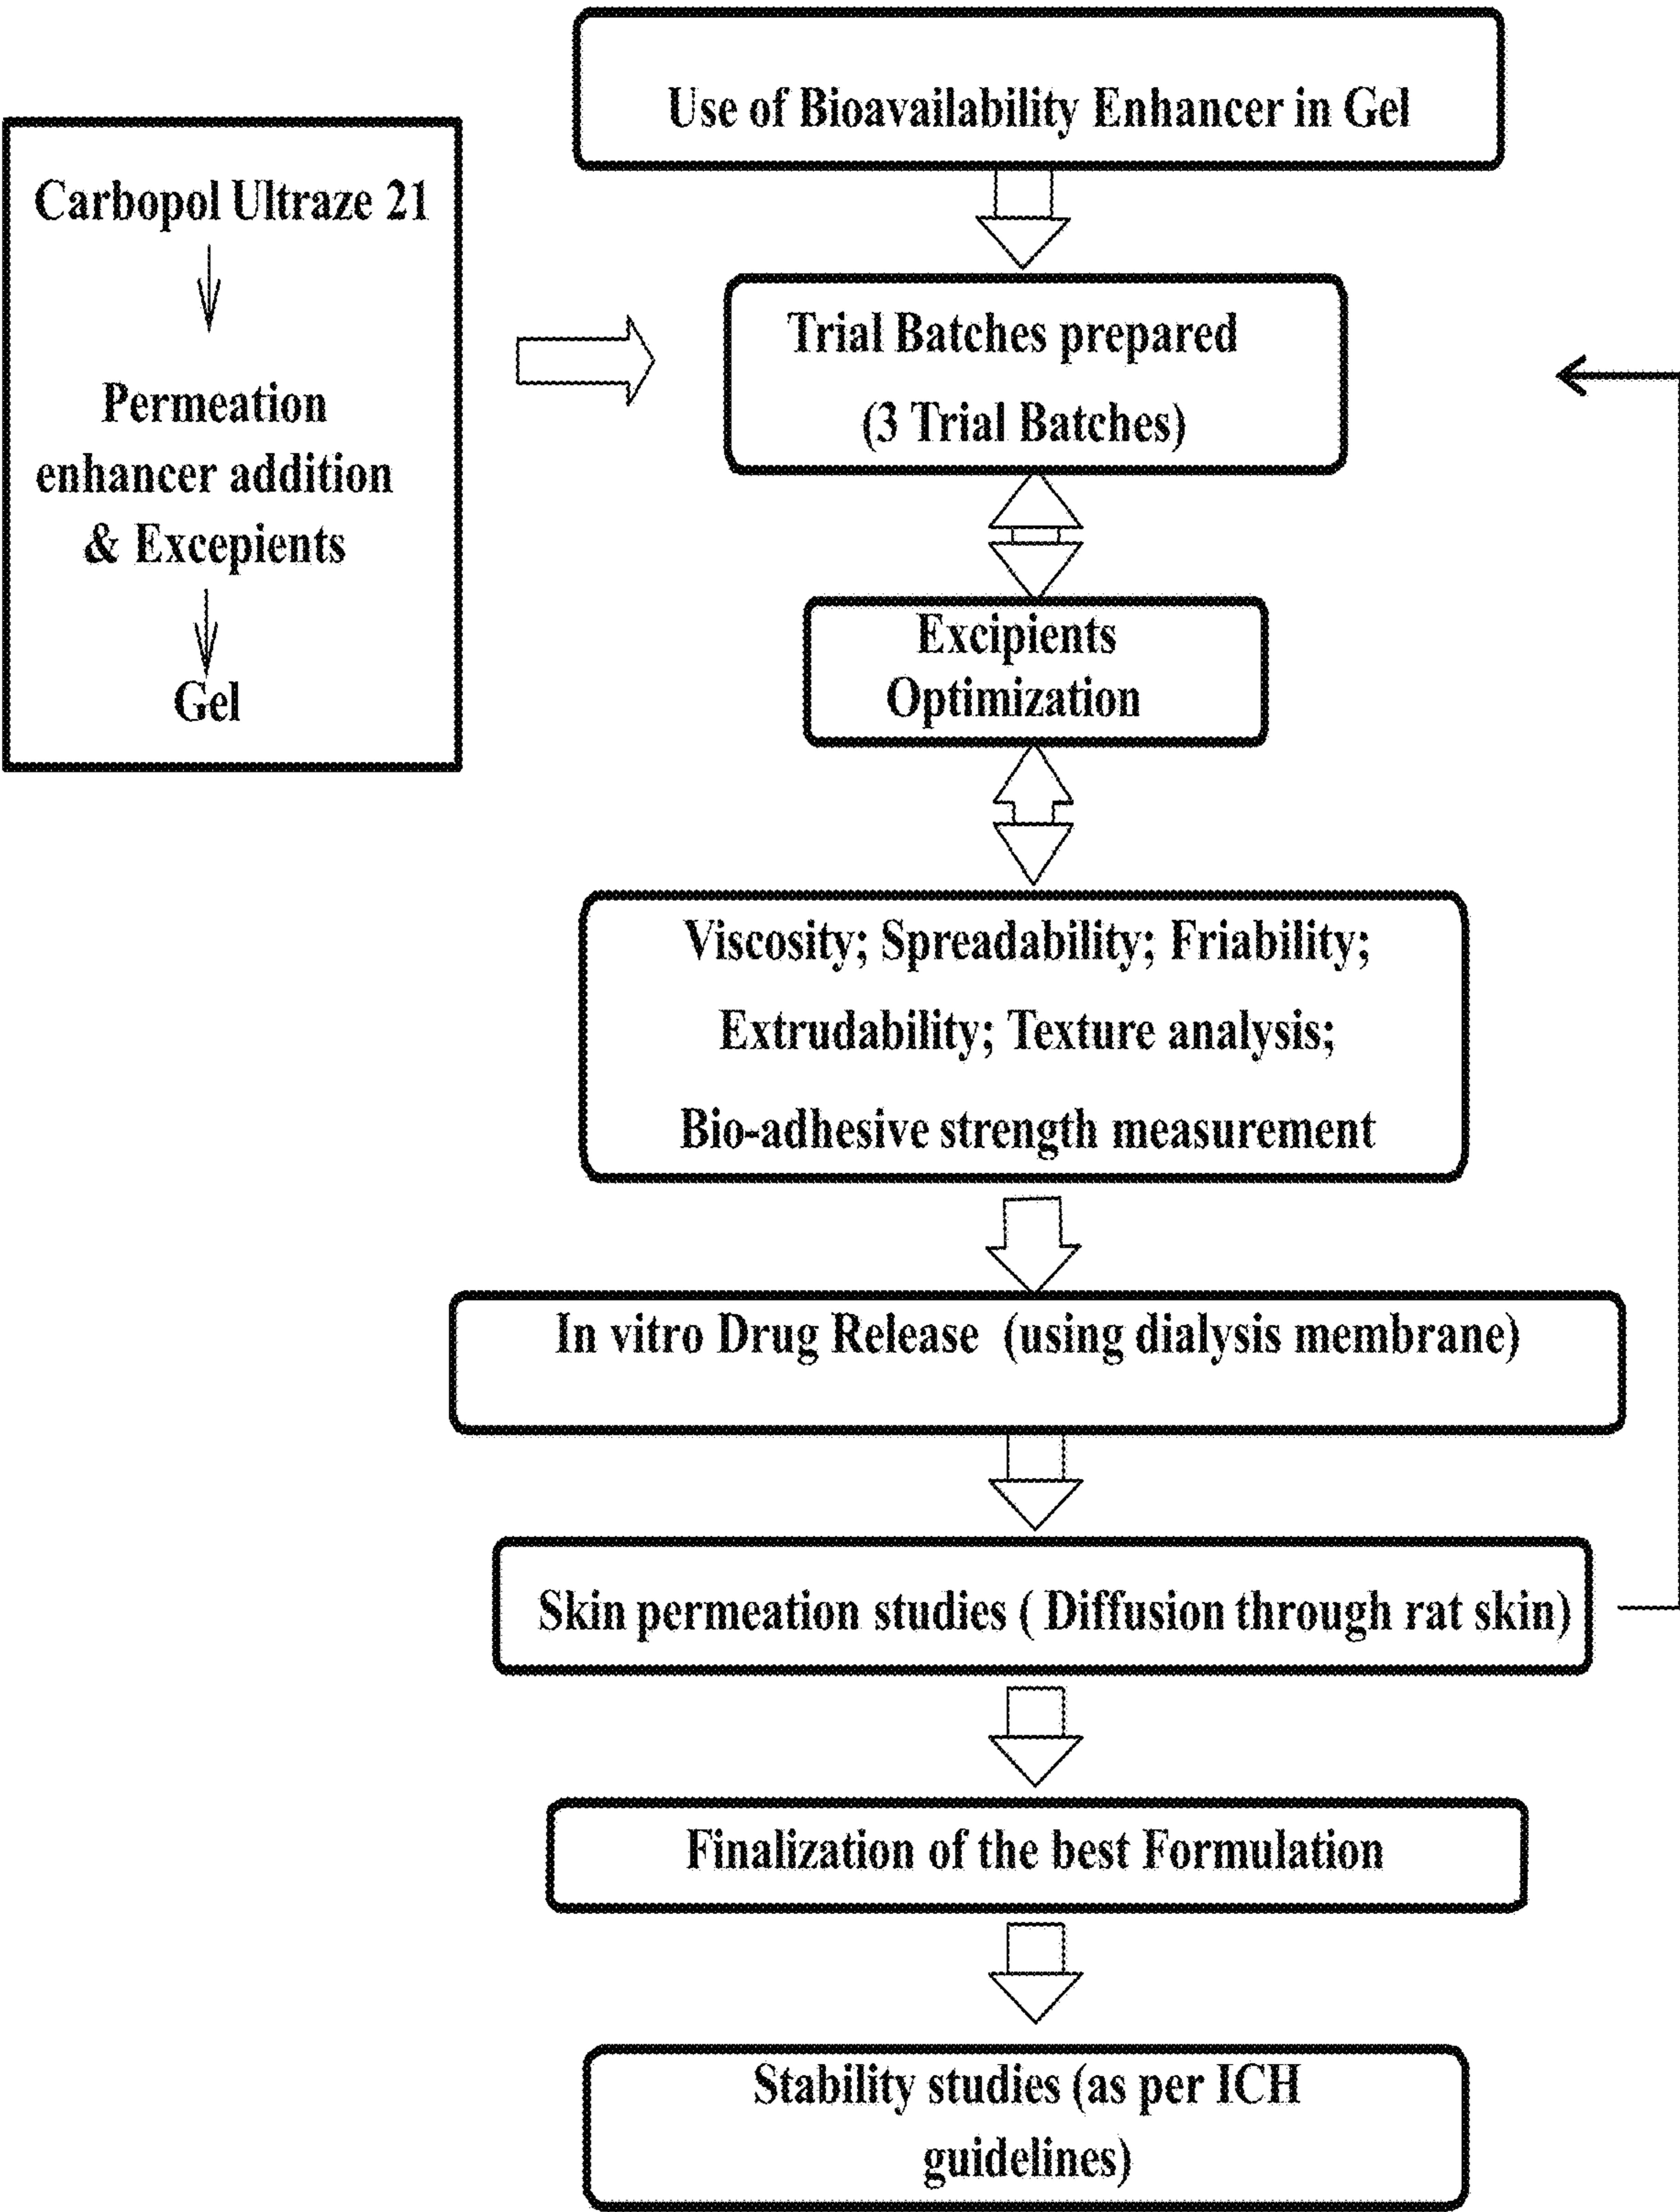 Use of Bioavailability Enhancer in Gel
Carbopol Ultraze 21
Permeation
enhancer addition
& Excepients
Gel
Trial Batches prepared
(3 Trial Batches)
Excipients
Optimization
Viscosity; Spreadability; Friability;
Extrudability; Texture analysis;
Bio-adhesive strength measurement
In vitro Drug Release (using dialysis membrane)
Skin permeation studies ( Diffusion through rat skin)
Finalization of the best Formulation
Stability studies (as per ICH
guidelines)